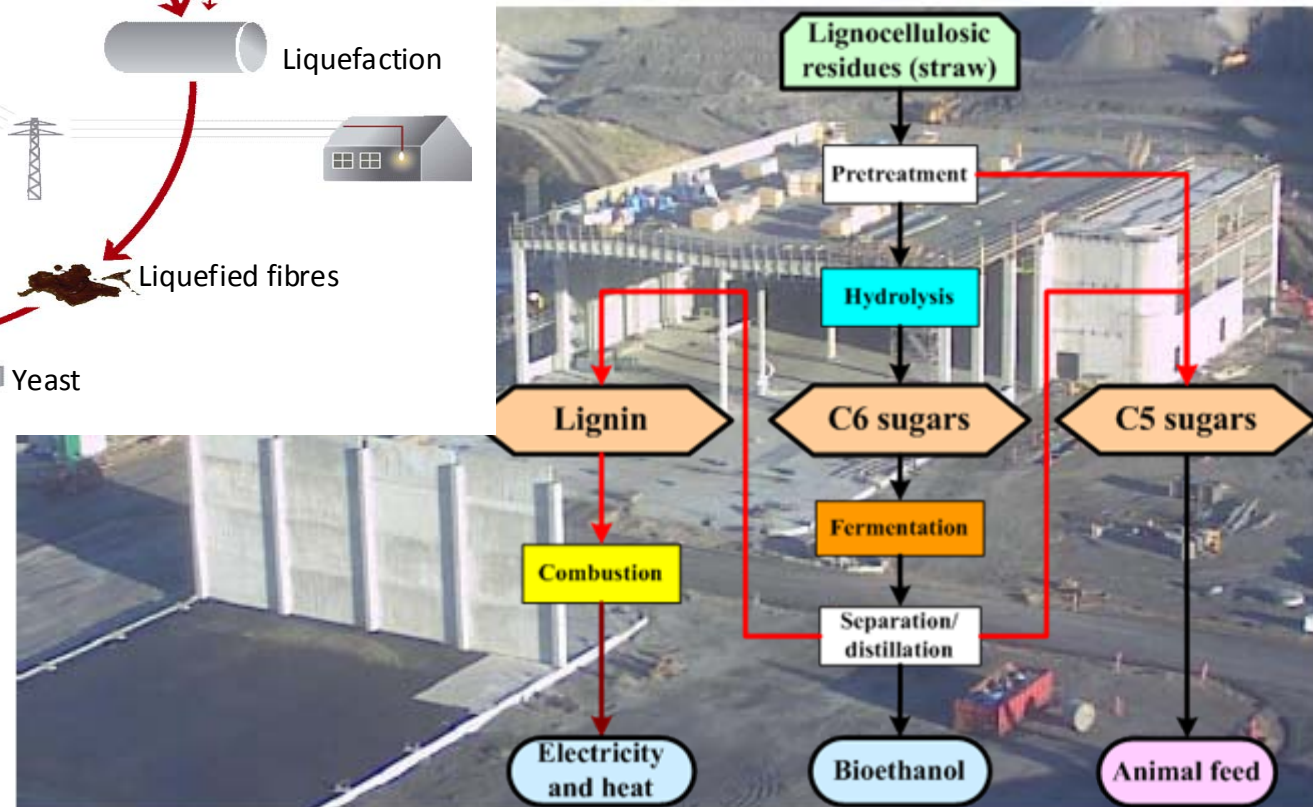 Liquefaction
Liquefied fibres
Yeast
Lignocellulosic
residues (straw)
Pretreatment
Hydrolysis
Lignin
C6 sugars
C5 sugars
Fermentation
Combustion
Separation/
distillation
Electricity
and heat
Bioethanol
Animal feed